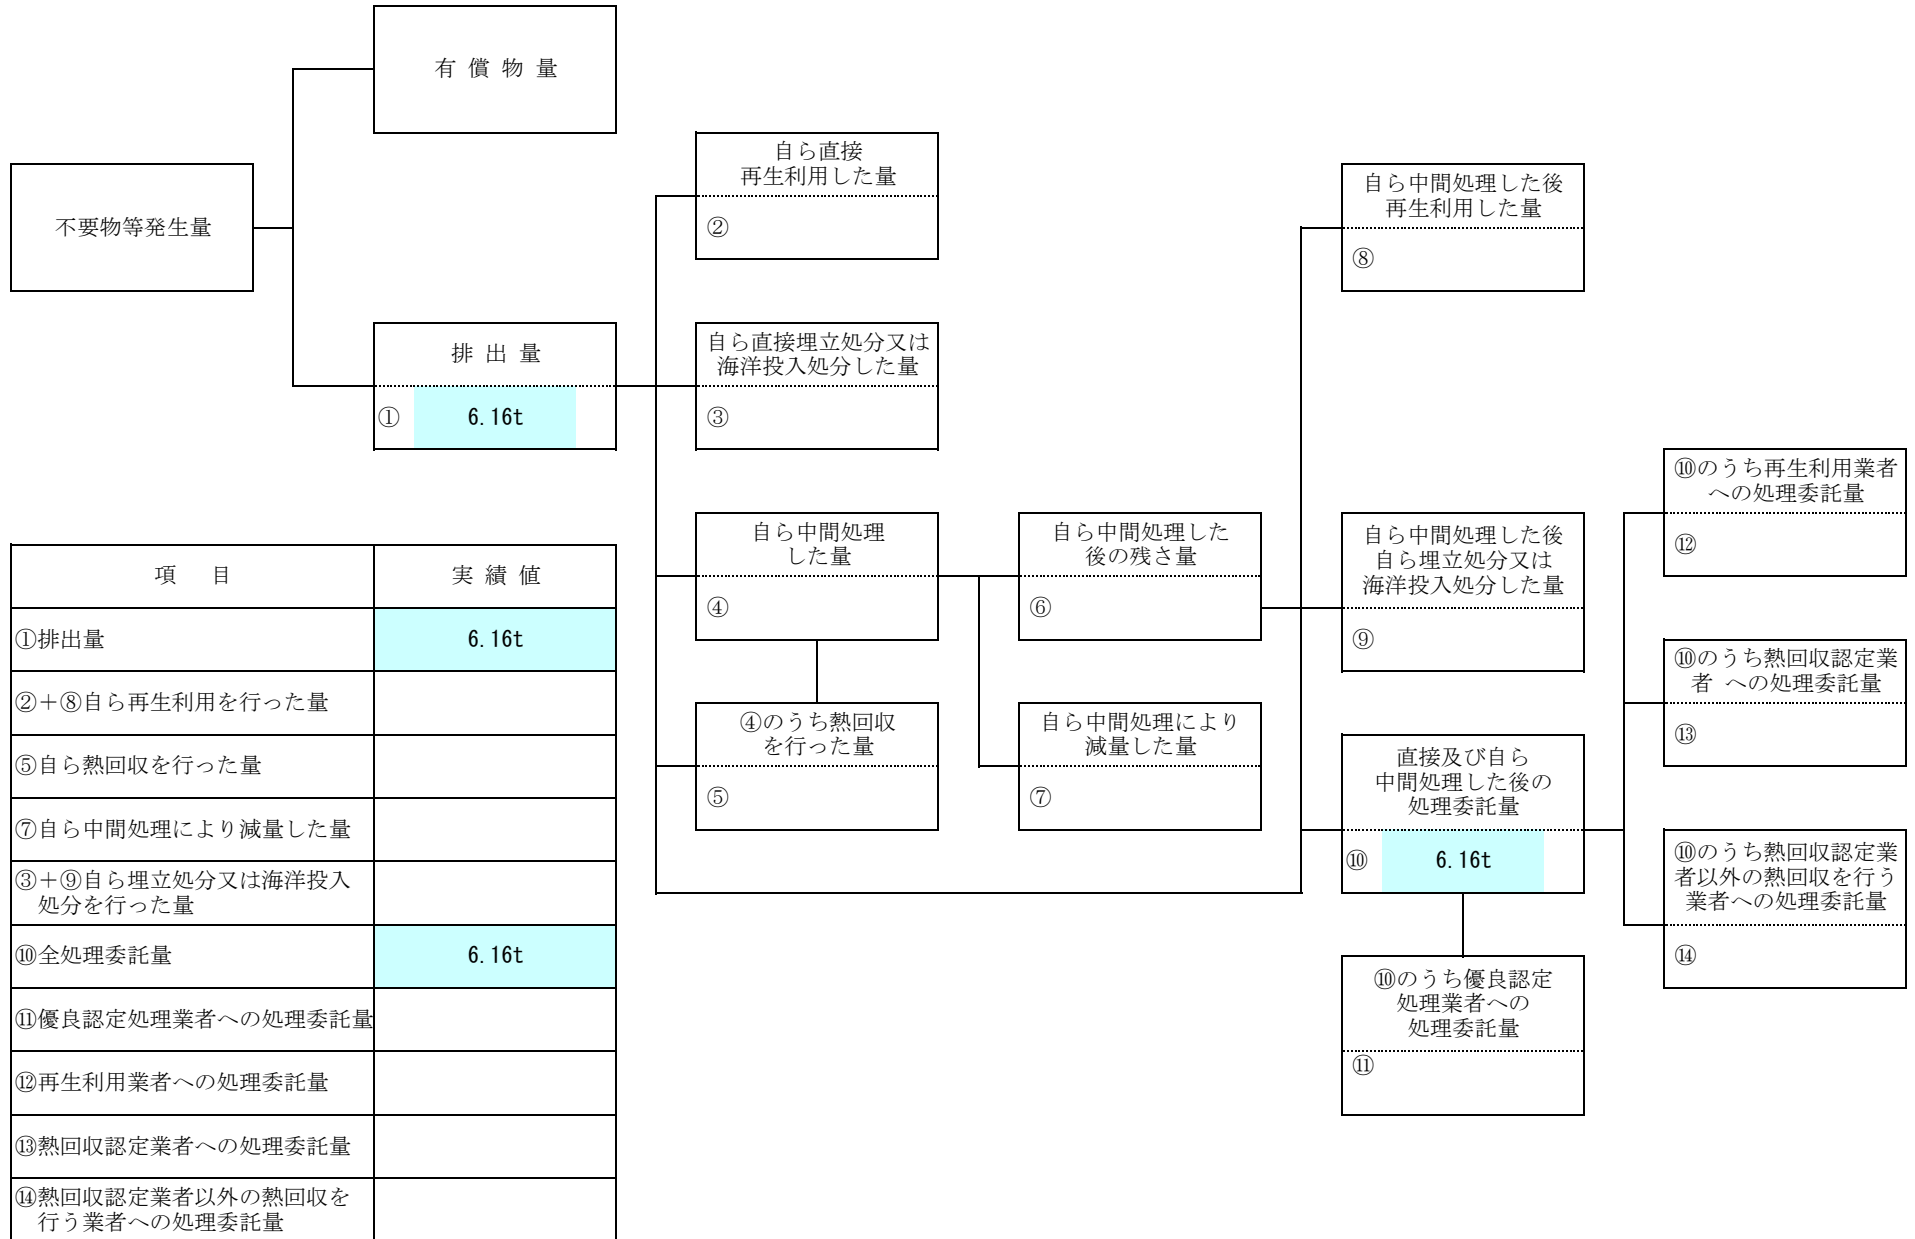 有 償 物 量
不要物等発生量
排 出 量
① 6.16t
自ら直接
再生利用した量
②
自ら直接埋立処分又は
海洋投入処分した量
③
自ら中間処理
した量
④
④のうち熱回収
を行った量
⑤
自ら中間処理した
後の残さ量
⑥
自ら中間処理により
減量した量
⑦
自ら中間処理した後
再生利用した量
⑧
自ら中間処理した後
自ら埋立処分又は
海洋投入処分した量
⑨
直接及び自ら
中間処理した後の
処理委託量
⑩ 6.16t
⑩のうち優良認定
処理業者への
処理委託量
⑪
⑩のうち再生利用業者
への処理委託量
⑫
⑩のうち熱回収認定業
者 への処理委託量
⑬
⑩のうち熱回収認定業
者以外の熱回収を行う
業者への処理委託量
⑭
項 目 実 績 値
①排出量 6.16t
②+⑧自ら再生利用を行った量
⑤自ら熱回収を行った量
⑦自ら中間処理により減量した量
③+⑨自ら埋立処分又は海洋投入
処分を行った量
⑩全処理委託量 6.16t
⑪優良認定処理業者への処理委託量
⑫再生利用業者への処理委託量
⑬熱回収認定業者への処理委託量
⑭熱回収認定業者以外の熱回収を
行う業者への処理委託量